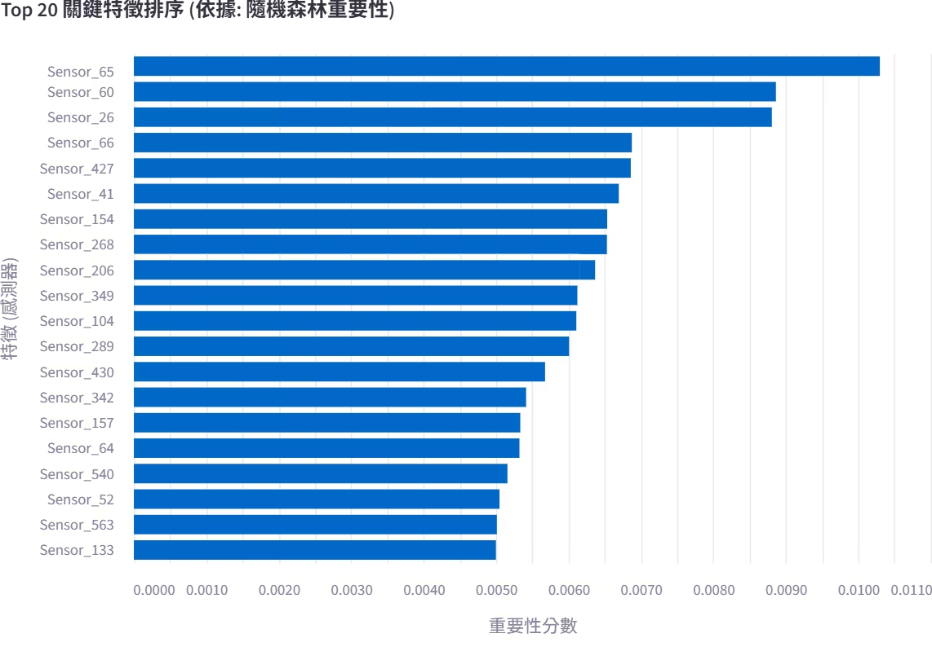 Top 20 關鍵特徵排序 (依據: 隨機森林重要性)
特徵 (感測器)
Sensor_65
Sensor_60
Sensor_26
Sensor_66
Sensor_427
Sensor_41
Sensor_154
Sensor_268
Sensor_206
Sensor_349
Sensor_104
Sensor_289
Sensor_430
Sensor_342
Sensor_157
Sensor_64
Sensor_540
Sensor_52
Sensor_563
Sensor_133
0.0000 0.0010 0.0020 0.0030 0.0040 0.0050 0.0060 0.0070 0.0080 0.0090 0.0100 0.0110
重要性分數